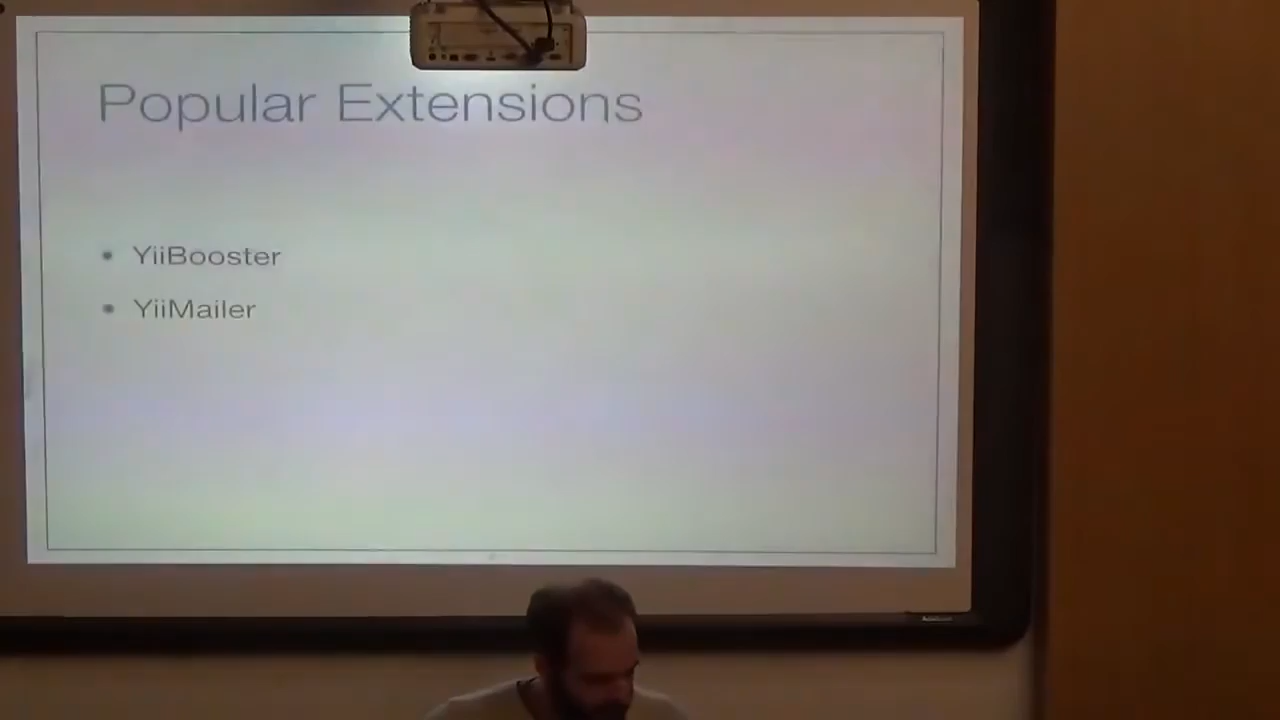 Popular Extensions
• YiiBooster
• YiiMailer